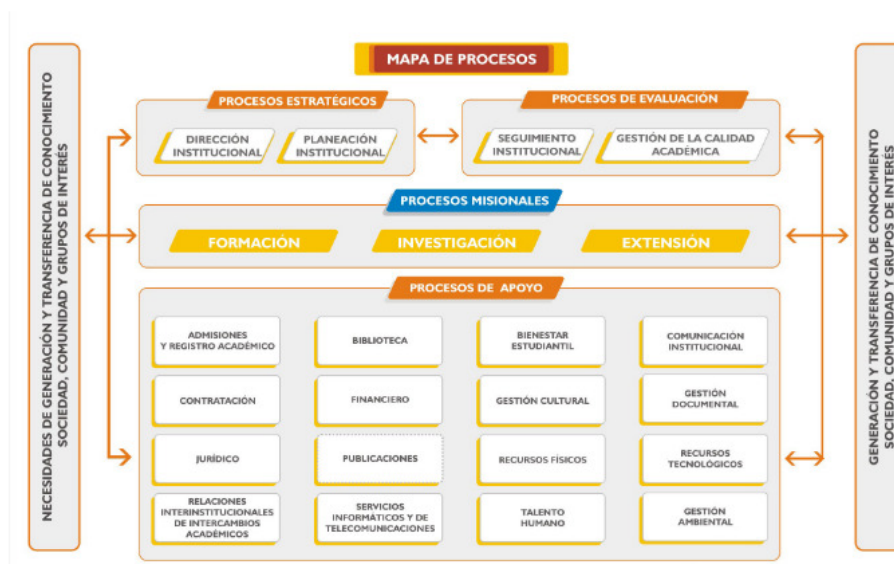 MAPA DE PROCESOS
NECESIDADES DE GENERACIÓN Y TRANSFERENCIA DE CONOCIMIENTO
SOCIEDAD, COMUNIDAD Y GRUPOS DE INTERÉS
PROCESOS ESTRATÉGICOS
DIRECCIÓN
INSTITUCIONAL
PLANEACIÓN
INSTITUCIONAL
PROCESOS DE EVALUACIÓN
SEGUIMIENTO
INSTITUCIONAL
GESTIÓN DE LA CALIDAD
ACADÉMICA
PROCESOS MISIONALES
FORMACIÓN
INVESTIGACIÓN
EXTENSIÓN
PROCESOS DE APOYO
ADMISIONES
Y REGISTRO ACADÉMICO
BIBLIOTECA
BIENESTAR
ESTUDIANTIL
COMUNICACIÓN
INSTITUCIONAL
CONTRATACIÓN
FINANCIERO
GESTIÓN CULTURAL
GESTIÓN
DOCUMENTAL
JURÍDICO
PUBLICACIONES
RECURSOS FÍSICOS
RECURSOS
TECNOLÓGICOS
RELACIONES
INTERINSTITUCIONALES
DE INTERCAMBIOS
ACADÉMICOS
SERVICIOS
INFORMÁTICOS Y DE
TELECOMUNICACIONES
TALENTO
HUMANO
GESTIÓN
AMBIENTAL
GENERACIÓN Y TRANSFERENCIA DE CONOCIMIENTO
SOCIEDAD, COMUNIDAD Y GRUPOS DE INTERÉS